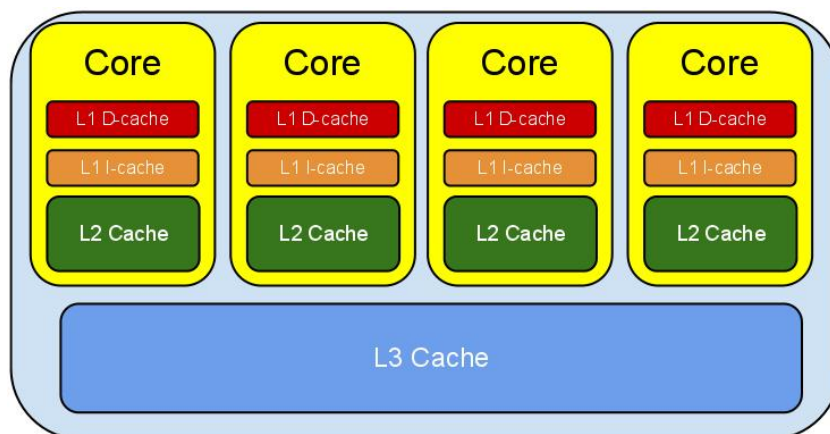 Core Core Core Core
L1 D-cache L1 D-cache L1 D-cache L1 D-cache
L1 I-cache L1 I-cache L1 I-cache L1 I-cache
L2 Cache L2 Cache L2 Cache L2 Cache
L3 Cache